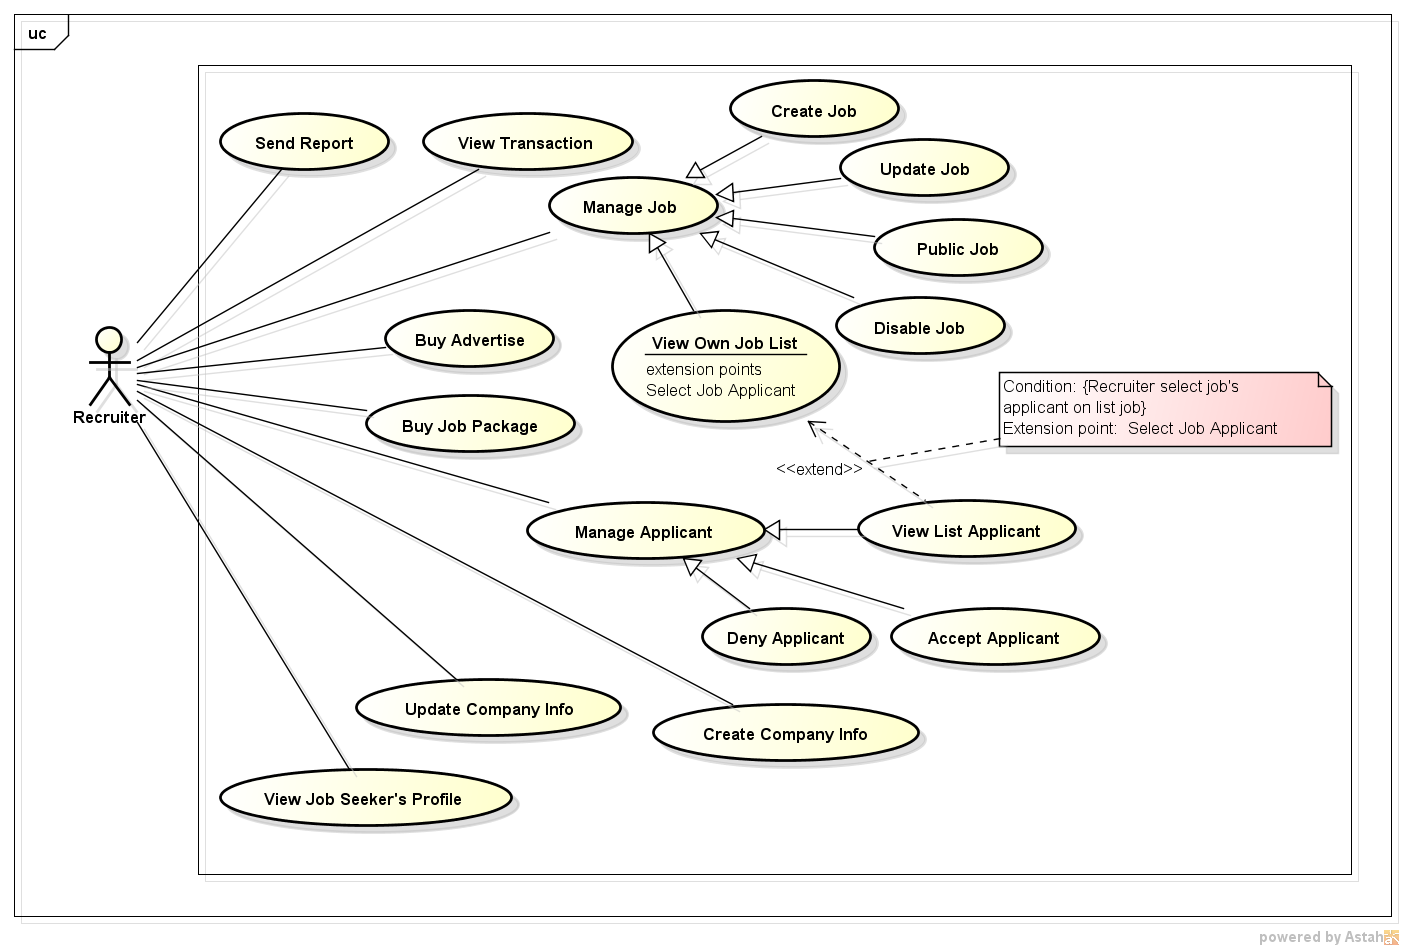 uc
Create Job
Send Report
View Transaction
Update Job
Manage Job
Public Job
Disable Job
Buy Advertise
View Own Job List
extension points
Select Job Applicant
Condition: {Recruiter select job's
applicant on list job}
Extension point:  Select Job Applicant
Recruiter
Buy Job Package
<<extend>>
Manage Applicant
View List Applicant
Deny Applicant
Accept Applicant
Update Company Info
Create Company Info
View Job Seeker's Profile
powered by Astah